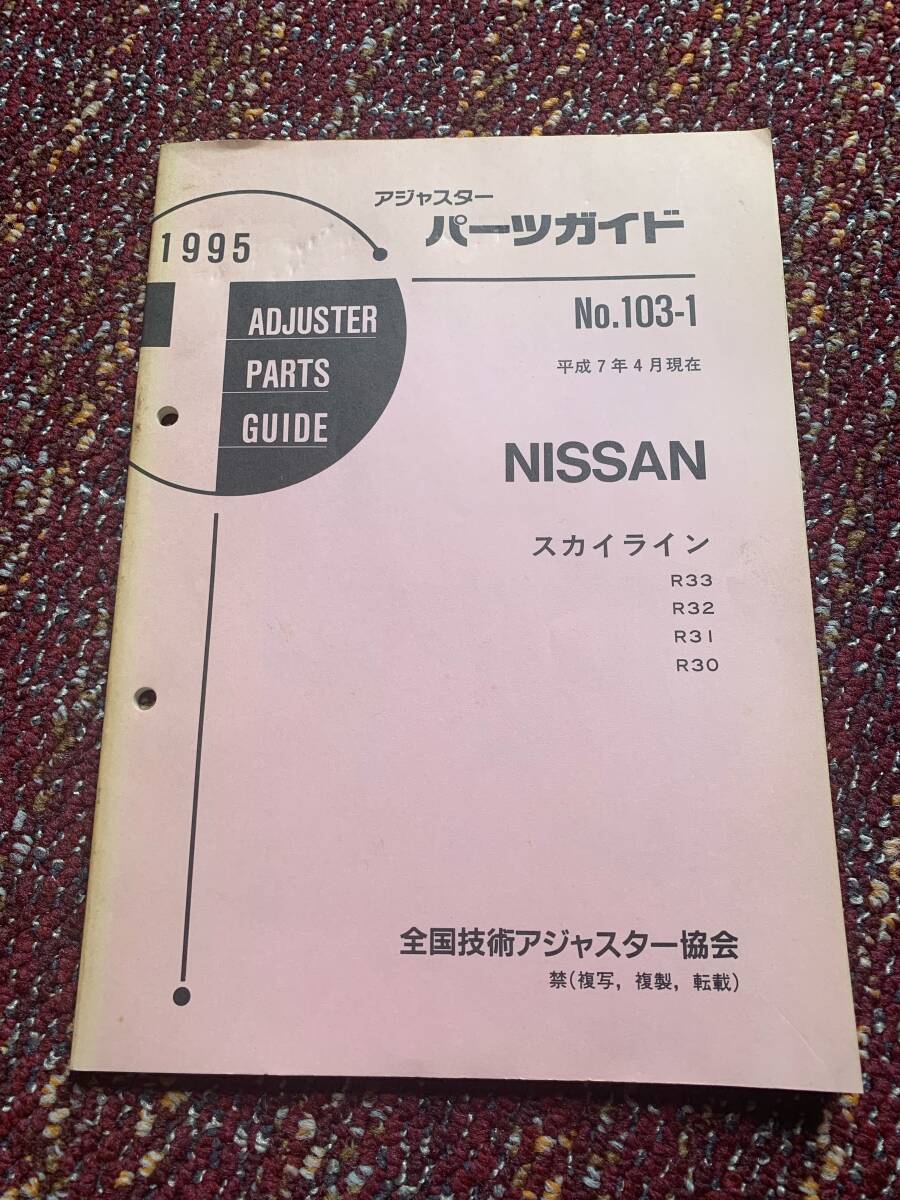 アジャスター
パーツガイド
1995
ADJUSTER
PARTS
GUIDE
No.103-1
平成7年4月現在
NISSAN
スカイライン
R33
R32
R31
R30
全国技術アジャスター協会
禁(複写, 複製, 転載)